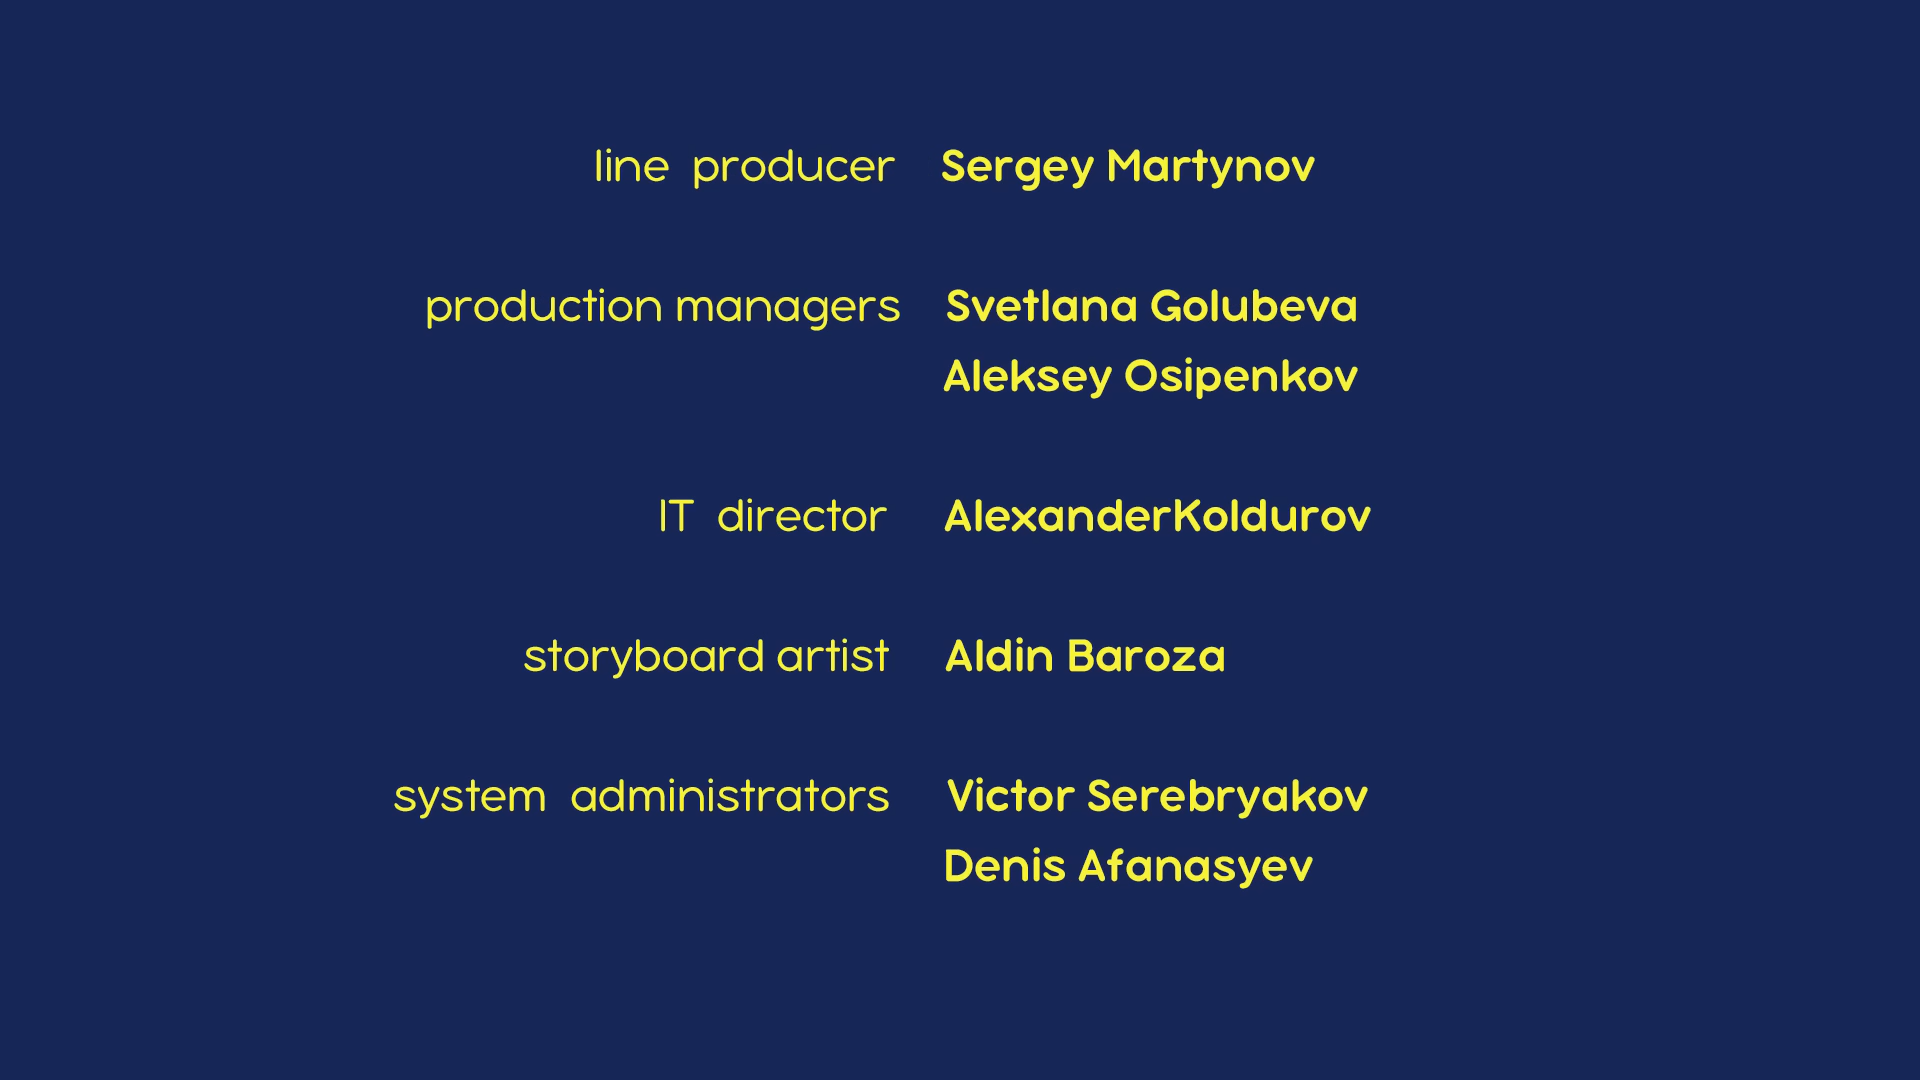 line producer Sergey Martynov
production managers Svetlana Golubeva
Aleksey Osipenkov
IT director AlexanderKoldurov
storyboard artist Aldin Baroza
system administrators Victor Serebryakov
Denis Afanasyev